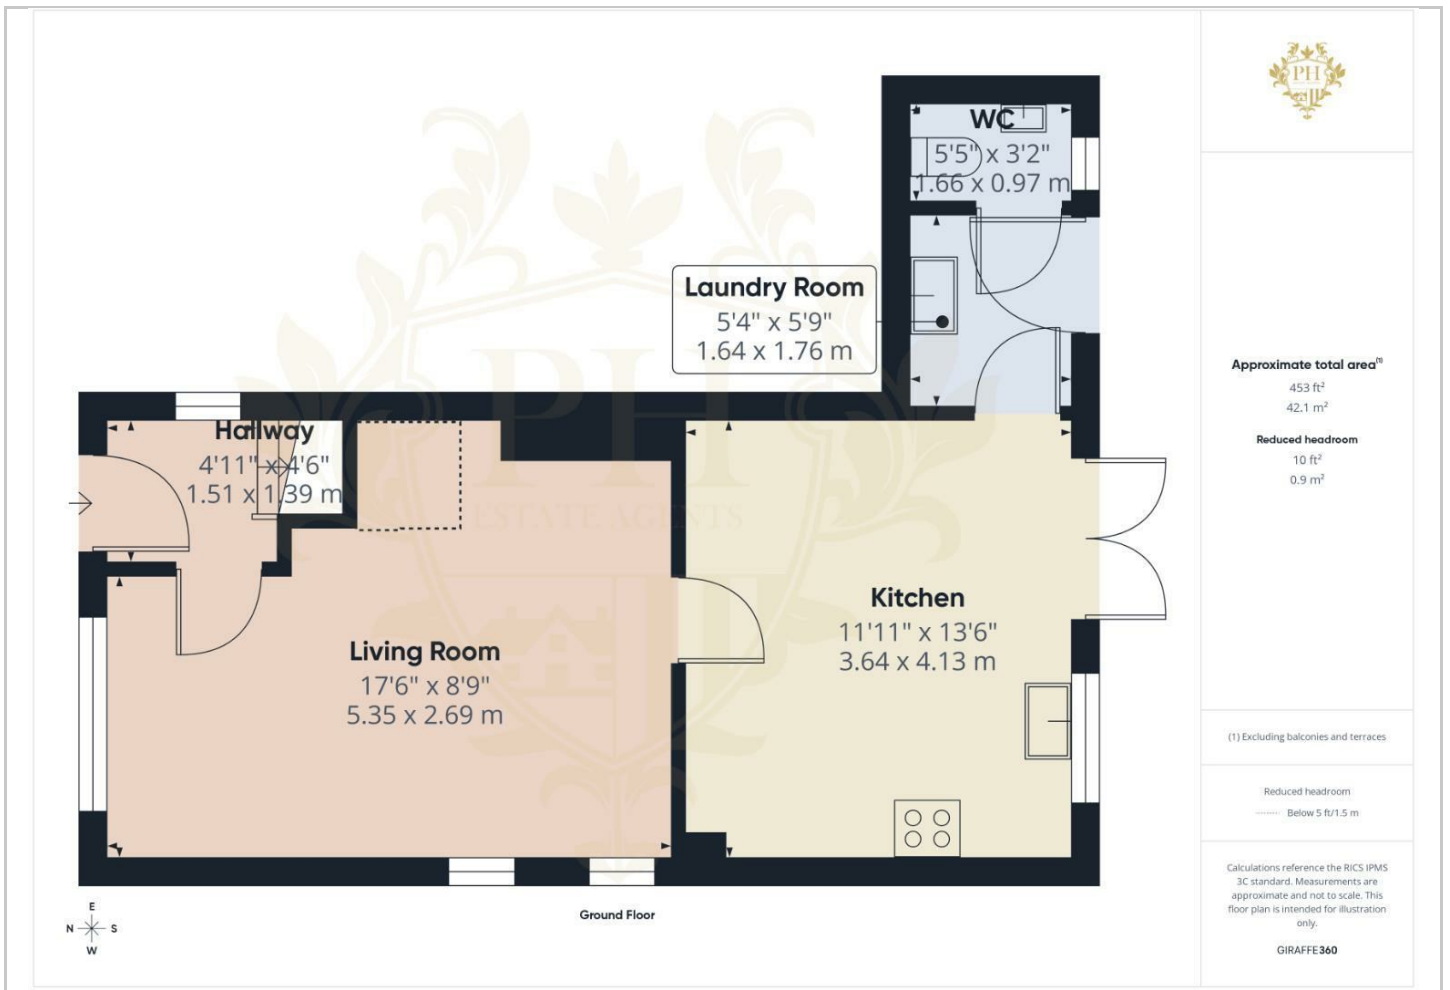 WC
5'5" x 3'2"
1.66 x 0.97 m
Laundry Room
5'4" x 5'9"
1.64 x 1.76 m
Hallway
4'11" x 4'6"
1.51 x 1.39 m
Living Room
17'6" x 8'9"
5.35 x 2.69 m
Kitchen
11'11" x 13'6"
3.64 x 4.13 m
PH
ESTATE AGENTS
Ground Floor
E
N S
W
PH
Approximate total area(1)
453 ft²
42.1 m²
Reduced headroom
10 ft²
0.9 m²
(1) Excluding balconies and terraces
Reduced headroom
Below 5 ft/1.5 m
Calculations reference the RICS IPMS
3C standard. Measurements are
approximate and not to scale. This
floor plan is intended for illustration
only.
GIRAFFE360